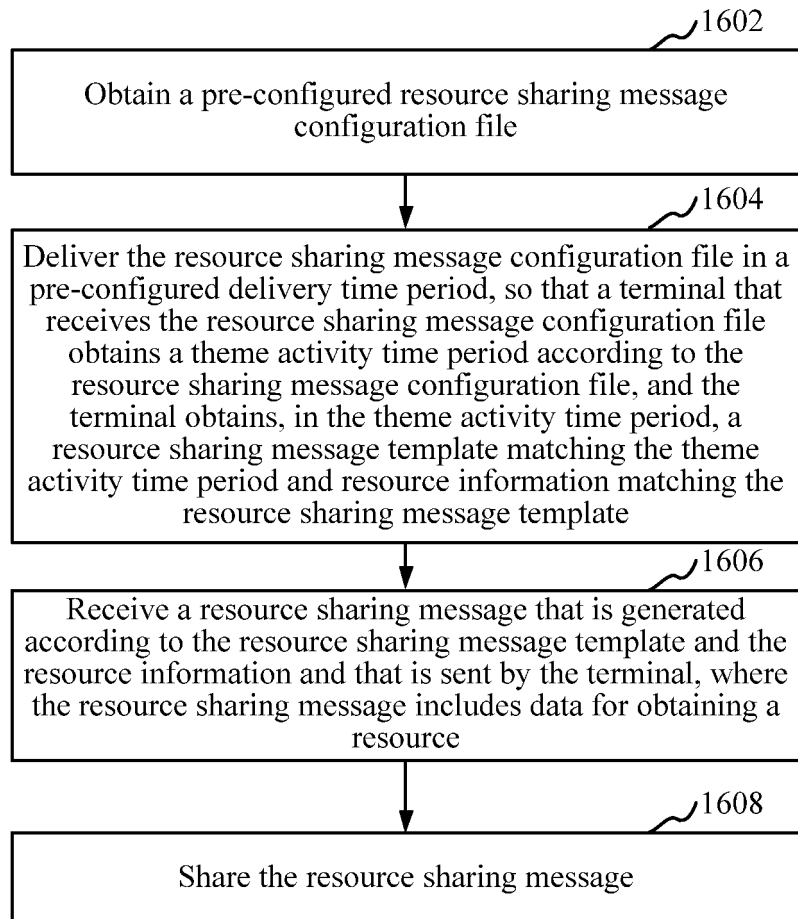 1602
Obtain a pre-configured resource sharing message
configuration file
1604
Deliver the resource sharing message configuration file in a
pre-configured delivery time period, so that a terminal that
receives the resource sharing message configuration file
obtains a theme activity time period according to the
resource sharing message configuration file, and the
terminal obtains, in the theme activity time period, a
resource sharing message template matching the theme
activity time period and resource information matching the
resource sharing message template
1606
Receive a resource sharing message that is generated
according to the resource sharing message template and the
resource information and that is sent by the terminal, where
the resource sharing message includes data for obtaining a
resource
1608
Share the resource sharing message